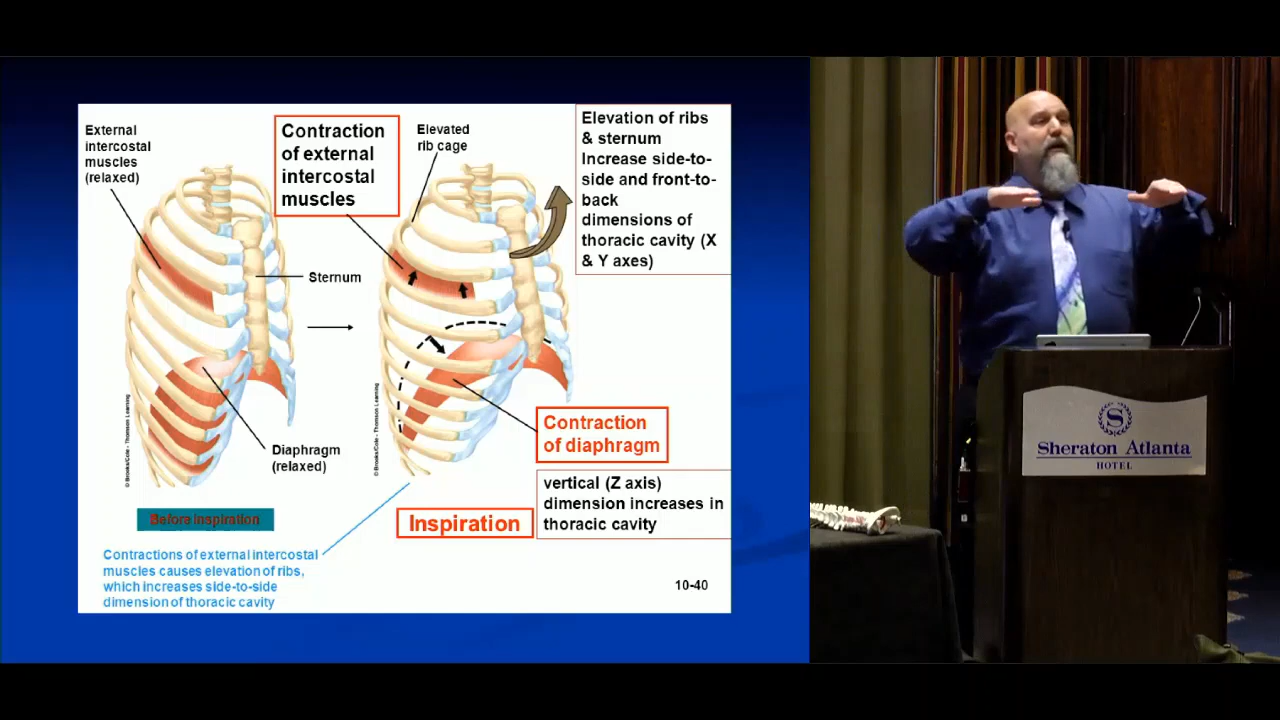 External
intercostal
muscles
(relaxed)
Contraction
of external
intercostal
muscles
Elevated
rib cage
Elevation of ribs
& sternum
Increase side-to-
side and front-to-
back
dimensions of
thoracic cavity (X
& Y axes)
Sternum
Diaphragm
(relaxed)
Contraction
of diaphragm
vertical (Z axis)
dimension increases in
thoracic cavity
© Brooks/Cole - Thomson Learning
© Brooks/Cole - Thomson Learning
Before inspiration
Inspiration
Contractions of external intercostal
muscles causes elevation of ribs,
which increases side-to-side
dimension of thoracic cavity
10-40
S
Sheraton Atlanta
HOTEL